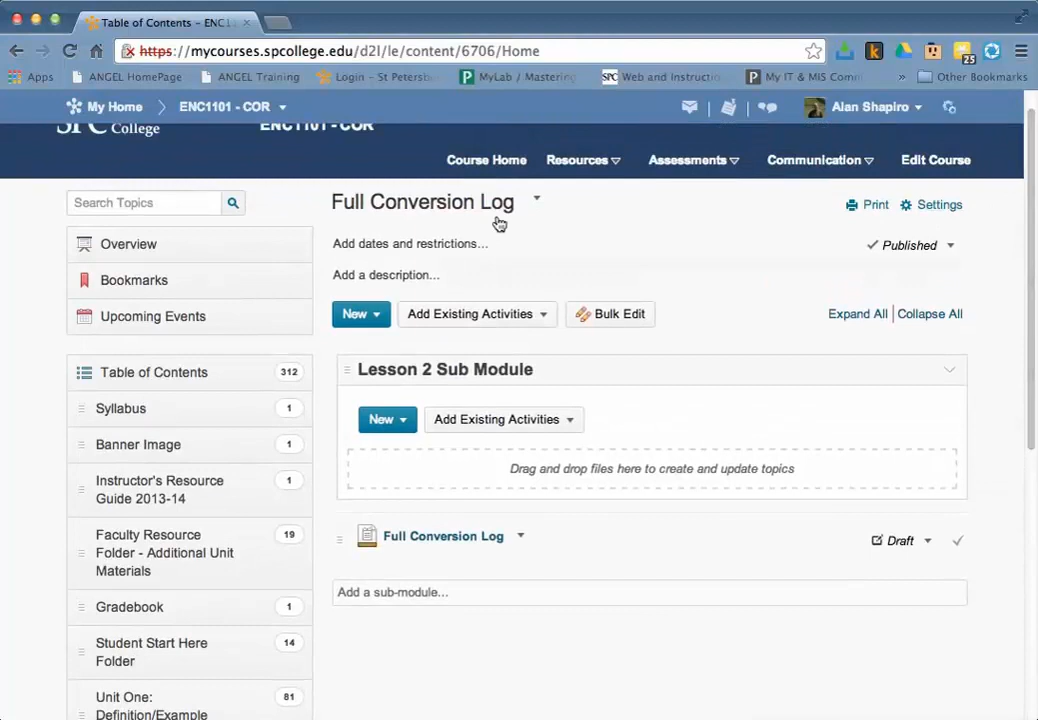 Table of Contents - ENC1
https://mycourses.spcollege.edu/d2l/le/content/6706/Home
25
Apps ANGEL HomePage ANGEL Training Login - St Petersb MyLab / Mastering SPC Web and Instructi My IT & MiS Comm » Other Bookmarks
My Home ENC1101 - COR Alan Shapiro
SPC College ENC1101 - COR
Course Home Resources Assessments Communication Edit Course
Search Topics
Full Conversion Log
Print Settings
Overview
Add dates and restrictions...
Published
Bookmarks
Add a description...
Upcoming Events
New Add Existing Activities Bulk Edit
Expand All Collapse All
Table of Contents 312
Lesson 2 Sub Module
Syllabus 1
New Add Existing Activities
Banner Image 1
Drag and drop files here to create and update topics
Instructor's Resource
Guide 2013-14
1
Faculty Resource
Folder - Additional Unit
Materials
19
Full Conversion Log
Draft
Add a sub-module...
Gradebook 1
Student Start Here
Folder
14
Unit One:
Definition/Example
81